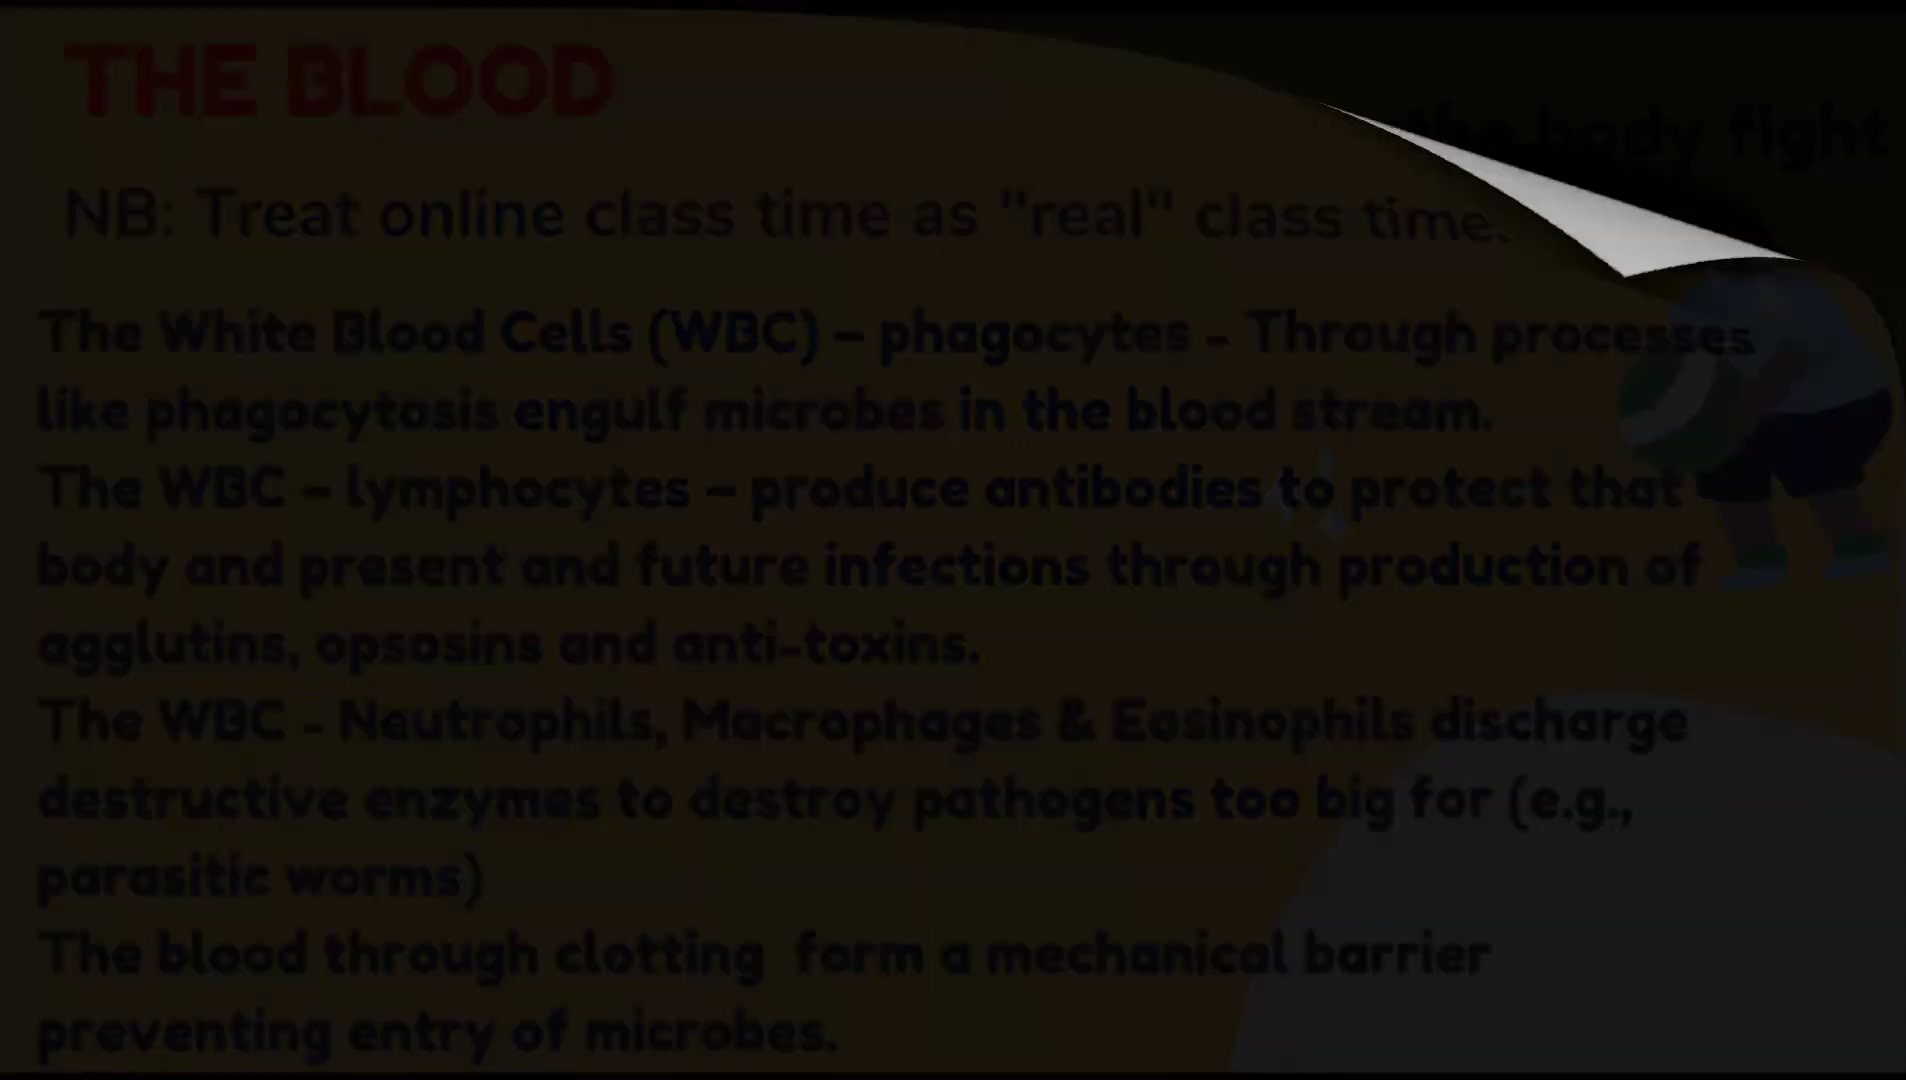 THE BLOOD
the body fight
NB: Treat online class time as "real" class time.
The White Blood Cells (WBC) – phagocytes - Through processes
like phagocytosis engulf microbes in the blood stream.
The WBC – lymphocytes – produce antibodies to protect that
body and present and future infections through production of
agglutins, opsosins and anti-toxins.
The WBC - Neutrophils, Macrophages & Eosinophils discharge
destructive enzymes to destroy pathogens too big for (e.g.,
parasitic worms)
The blood through clotting form a mechanical barrier
preventing entry of microbes.